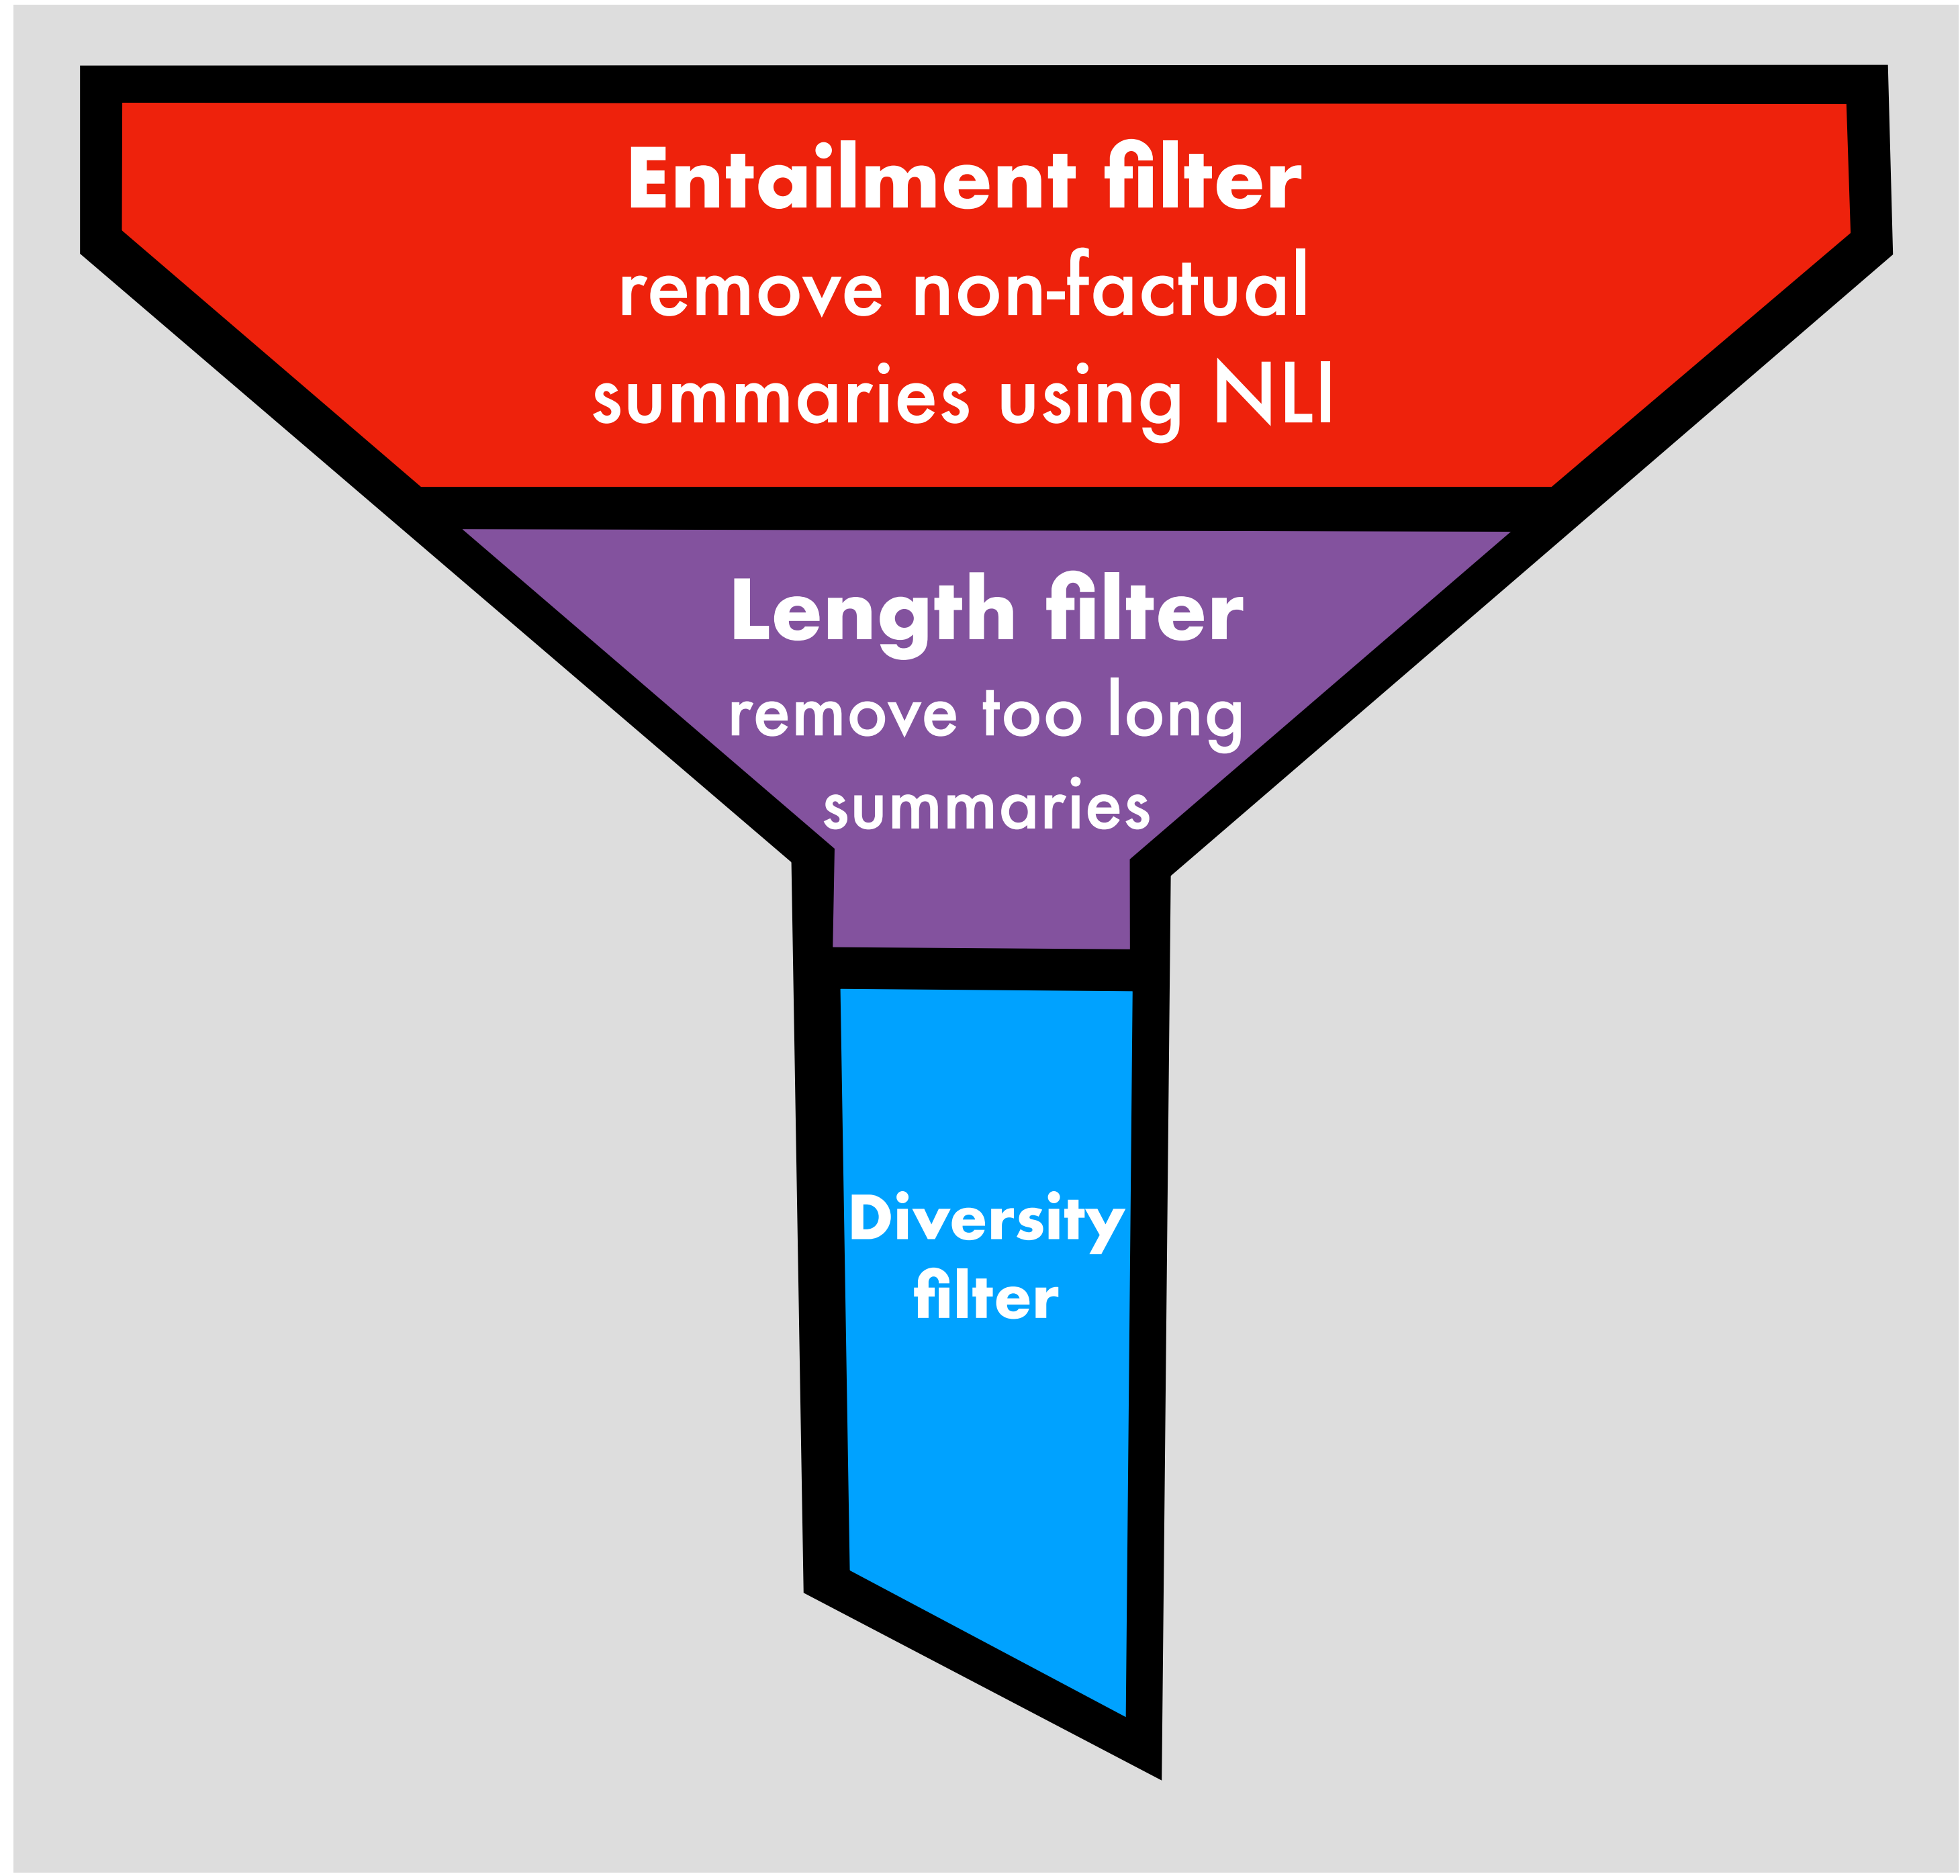 Entailment filter
remove non-factual
summaries using NLI
Length filter
remove too long
summaries
Diversity
filter